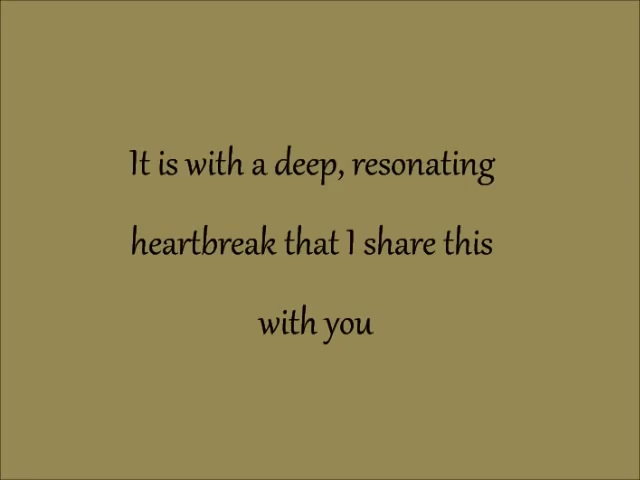 It is with a deep, resonating
heartbreak that I share this
with you